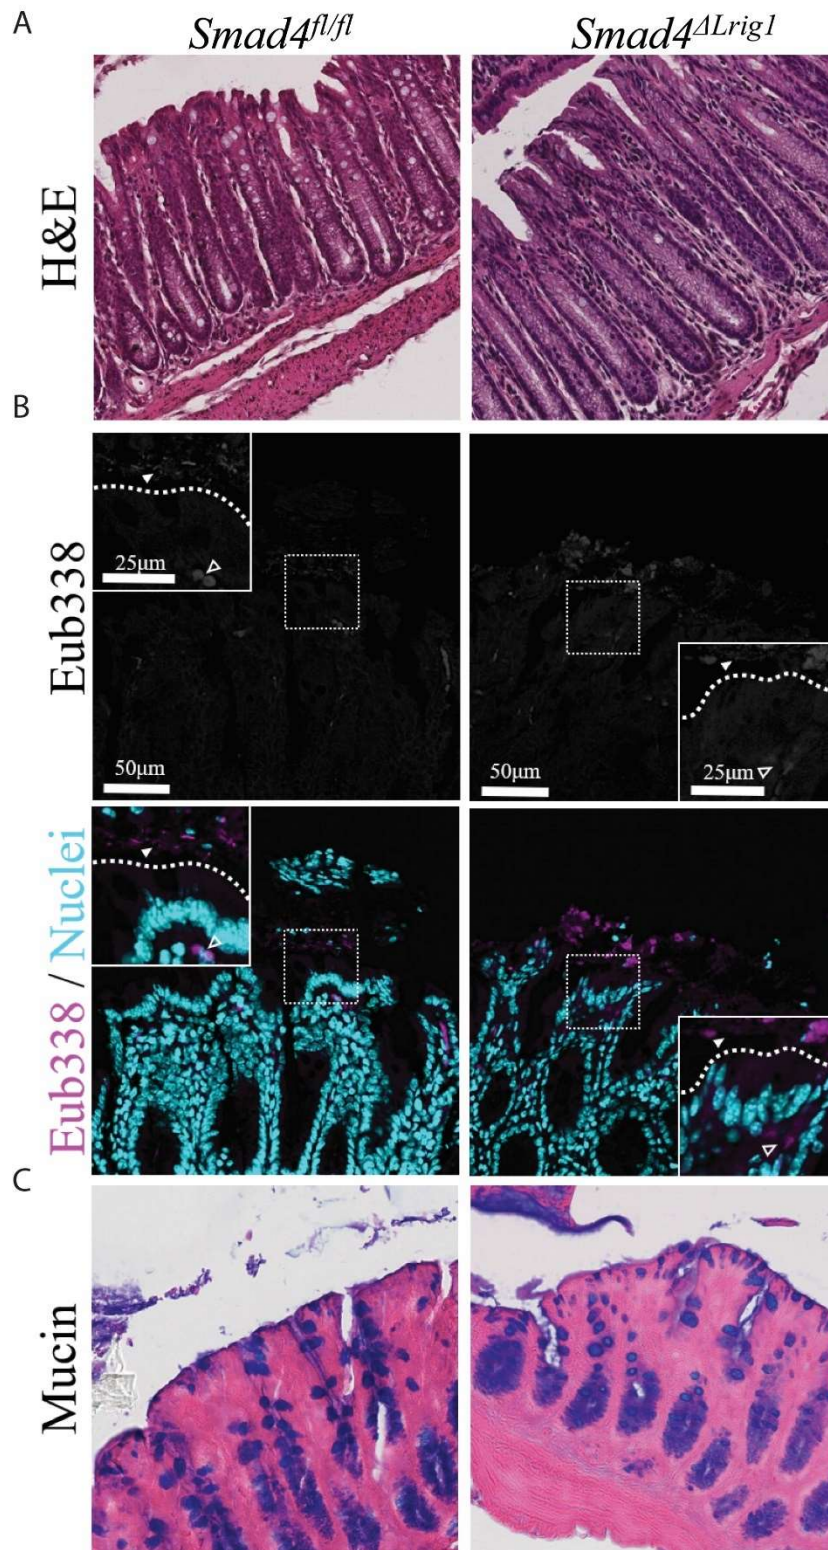 A
Smad4fl/fl
Smad4ΔLrig1
H&E
B
Eub338
25μm
50μm
50μm
25μm
Eub338 / Nuclei
C
Mucin